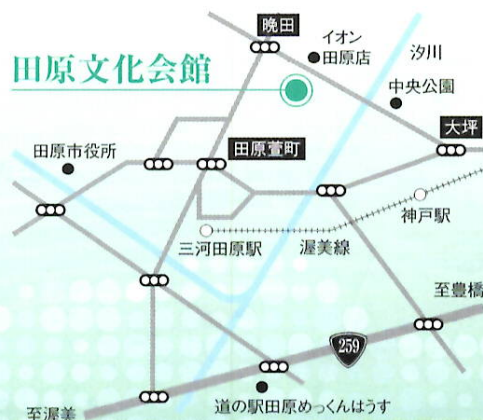 晩田
イオン
田原店
汐川
田原文化会館
中央公園
大坪
田原市役所
田原萱町
神戸駅
三河田原駅
渥美線
至豊橋
259
道の駅田原めっくんはうす
至渥美